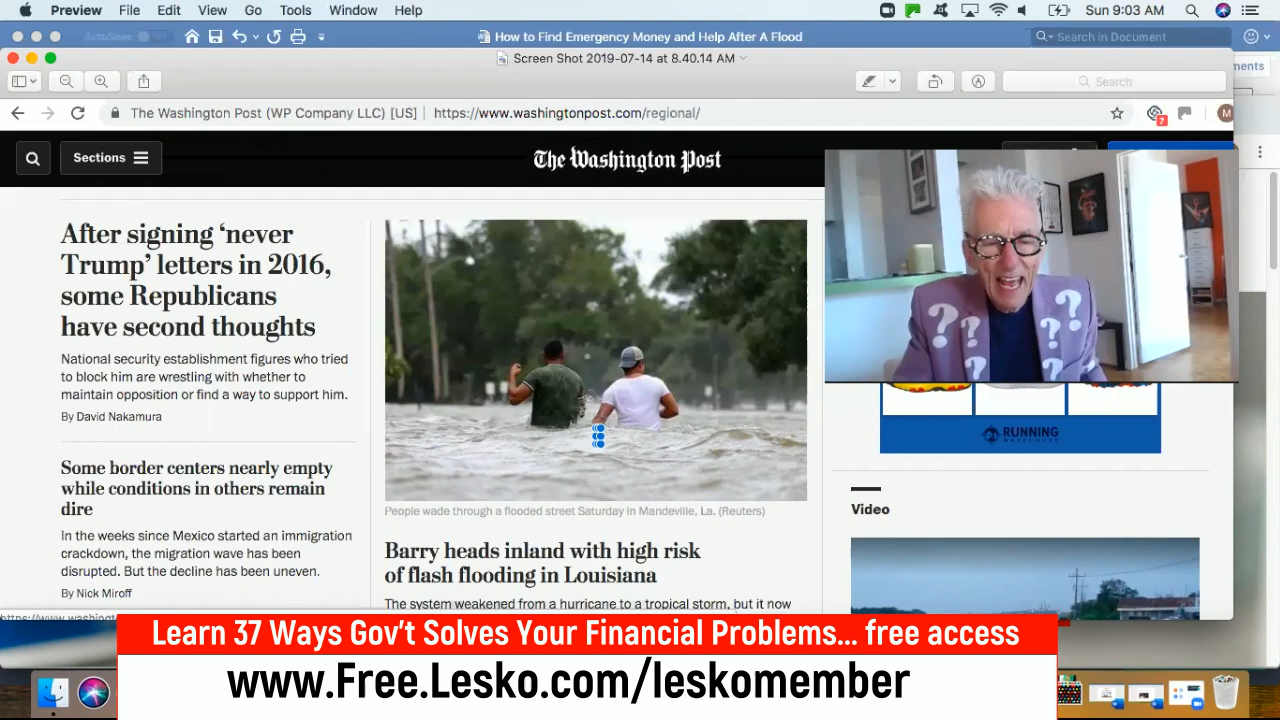 Preview File Edit View Go Tools Window Help Sun 9:03 AM
AutoSave
How to Find Emergency Money and Help After A Flood
Search in Document
Screen Shot 2019-07-14 at 8.40.14 AM
Search
ments
The Washington Post (WP Company LLC) [US] https://www.washingtonpost.com/regional/
7
M
Sections
The Washington Post
After signing ‘never
Trump’ letters in 2016,
some Republicans
have second thoughts
National security establishment figures who tried
to block him are wrestling with whether to
maintain opposition or find a way to support him.
By David Nakamura
Some border centers nearly empty
while conditions in others remain
dire
In the weeks since Mexico started an immigration
crackdown, the migration wave has been
disrupted. But the decline has been uneven.
By Nick Miroff
People wade through a flooded street Saturday in Mandeville, La. (Reuters)
Barry heads inland with high risk
of flash flooding in Louisiana
The system weakened from a hurricane to a tropical storm, but it now
? ? ? ? ? ?
RUNNING
WAREHOUSE
Video
https://www.washingt
Learn 37 Ways Gov't Solves Your Financial Problems... free access
www.Free.Lesko.com/leskomember